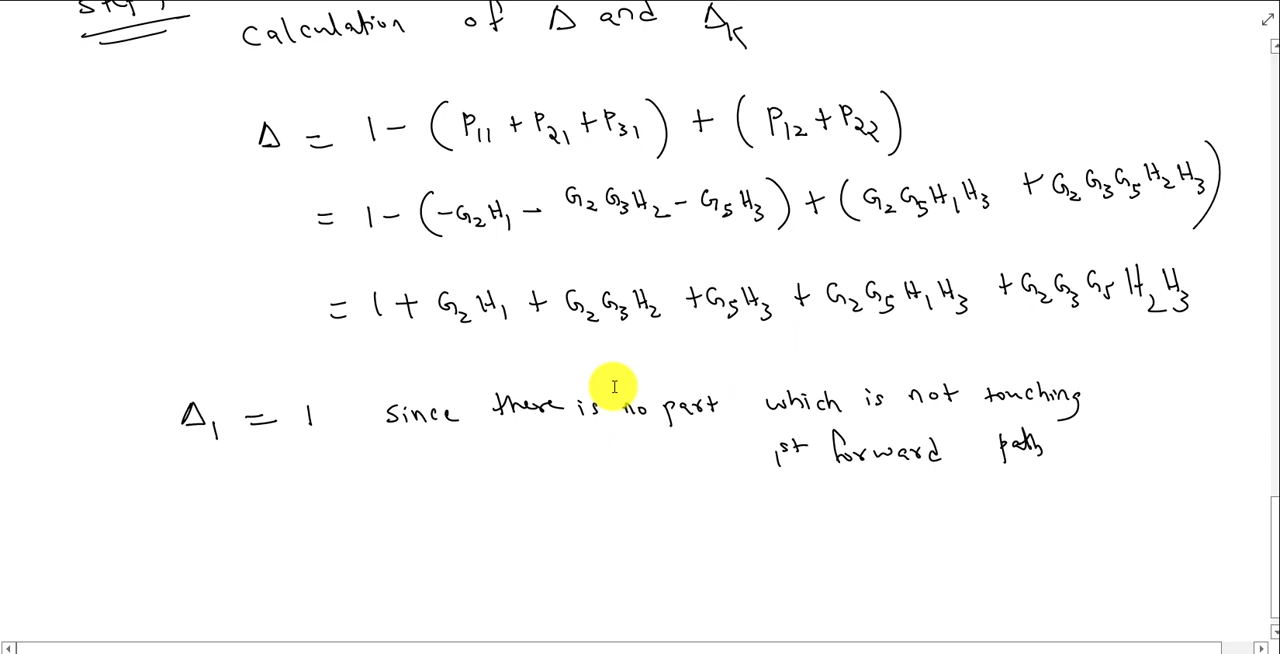 Calculation of Δ and Δk
Δ = 1 - (P11 + P21 + P31) + (P12 + P22)
= 1 - (-G2H1 - G2G3H2 - G5H3) + (G2G5H1H3 + G2G3G5H2H3)
= 1 + G2H1 + G2G3H2 + G5H3 + G2G5H1H3 + G2G3G5H2H3
Δ1 = 1 since there is no part which is not touching
1st forward path